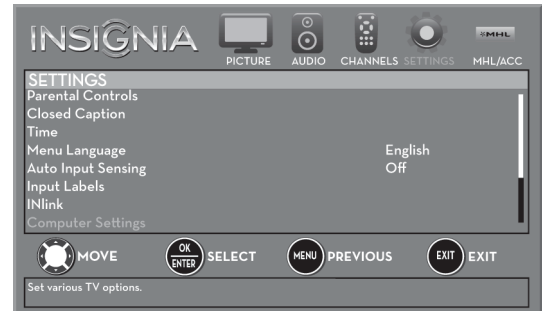 INSIGNIA
PICTURE AUDIO CHANNELS SETTINGS MHL/ACC
MHL
SETTINGS
Parental Controls
Closed Caption
Time
Menu Language English
Auto Input Sensing Off
Input Labels
INlink
Computer Settings
MOVE OK ENTER SELECT MENU PREVIOUS EXIT EXIT
Set various TV options.